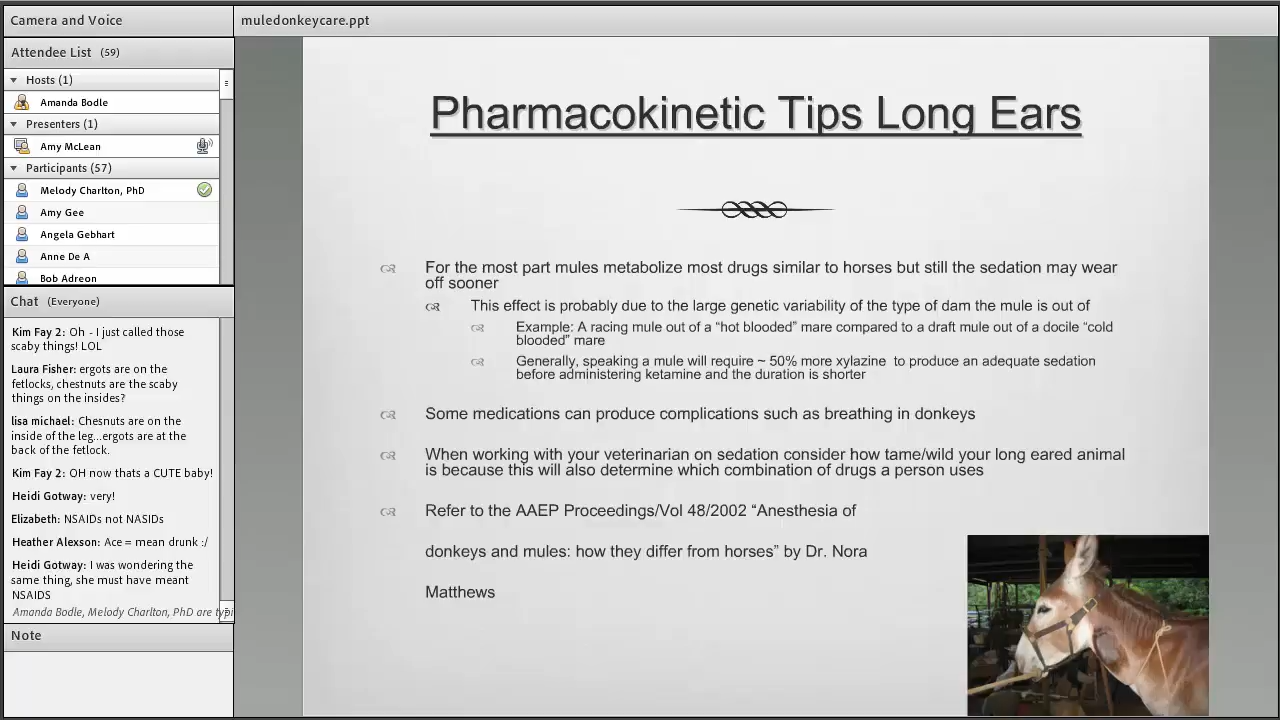 Camera and Voice
Attendee List (59)
Hosts (1)
Amanda Bodle
Presenters (1)
Amy McLean
Participants (57)
Melody Charlton, PhD
Amy Gee
Angela Gebhart
Anne De A
Bob Adreon
Chat (Everyone)
Kim Fay 2: Oh - I just called those
scaby things! LOL
Laura Fisher: ergots are on the
fetlocks, chestnuts are the scaby
things on the insides?
lisa michael: Chesnuts are on the
inside of the leg...ergots are at the
back of the fetlock.
Kim Fay 2: OH now thats a CUTE baby!
Heidi Gotway: very!
Elizabeth: NSAIDs not NASIDs
Heather Alexson: Ace = mean drunk :/
Heidi Gotway: I was wondering the
same thing, she must have meant
NSAIDS
Amanda Bodle, Melody Charlton, PhD are typi
Note
muledonkeycare.ppt
Pharmacokinetic Tips Long Ears
For the most part mules metabolize most drugs similar to horses but still the sedation may wear
off sooner
This effect is probably due to the large genetic variability of the type of dam the mule is out of
Example: A racing mule out of a “hot blooded” mare compared to a draft mule out of a docile “cold
blooded” mare
Generally, speaking a mule will require ~ 50% more xylazine to produce an adequate sedation
before administering ketamine and the duration is shorter
Some medications can produce complications such as breathing in donkeys
When working with your veterinarian on sedation consider how tame/wild your long eared animal
is because this will also determine which combination of drugs a person uses
Refer to the AAEP Proceedings/Vol 48/2002 “Anesthesia of
donkeys and mules: how they differ from horses” by Dr. Nora
Matthews